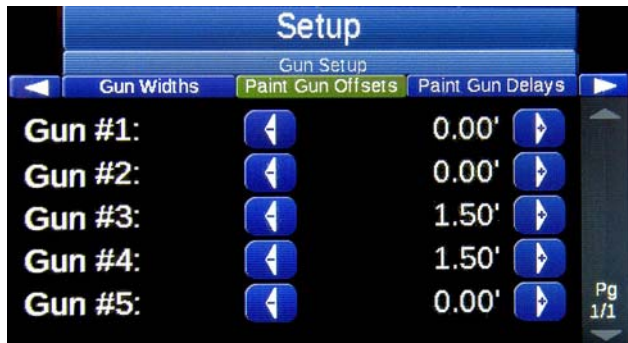 Setup
Gun Setup
Gun Widths Paint Gun Offsets Paint Gun Delays
Gun #1: - 0.00' +
Gun #2: - 0.00' +
Gun #3: - 1.50' +
Gun #4: - 1.50' +
Gun #5: - 0.00' +
Pg
1/1